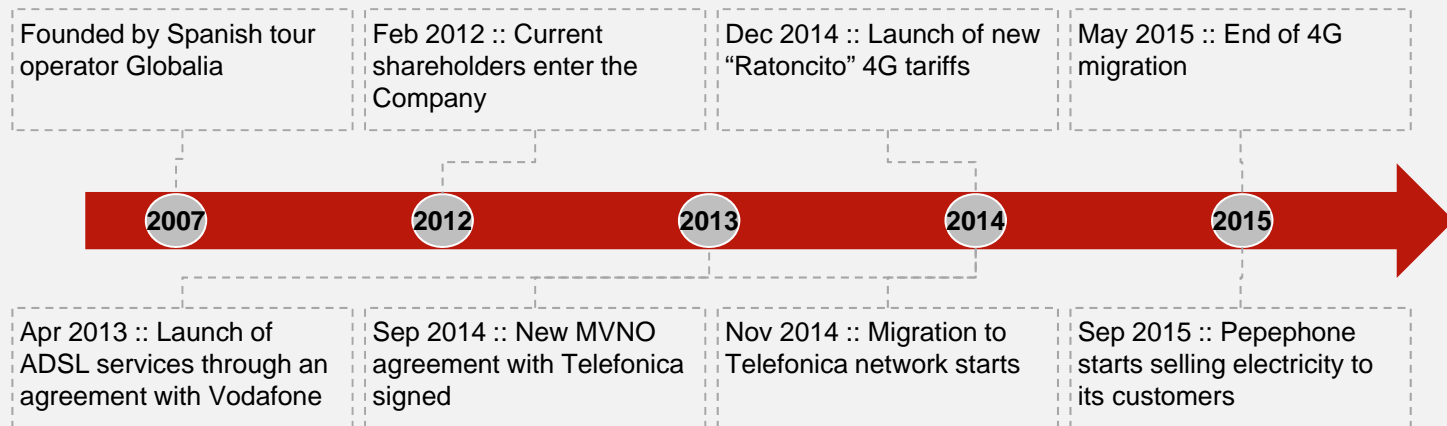 Founded by Spanish tour
operator Globalia
Feb 2012 :: Current
shareholders enter the
Company
Dec 2014 :: Launch of new
“Ratoncito” 4G tariffs
May 2015 :: End of 4G
migration
2007
2012
2013
2014
2015
Apr 2013 :: Launch of
ADSL services through an
agreement with Vodafone
Sep 2014 :: New MVNO
agreement with Telefonica
signed
Nov 2014 :: Migration to
Telefonica network starts
Sep 2015 :: Pepephone
starts selling electricity to
its customers